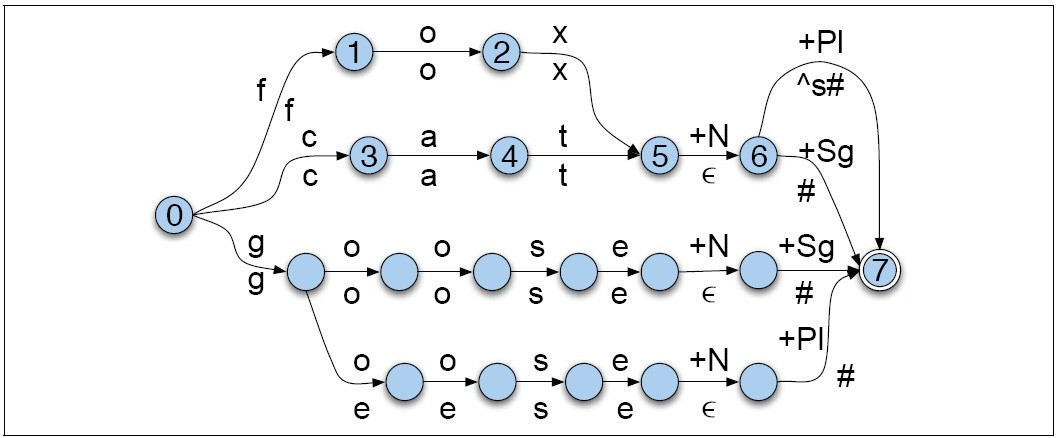 +Pl
^s#
f
f
1
o
o
2
x
x
c
c
3
a
a
4
t
t
5
+N
ϵ
6
+Sg
#
0
g
g
o
o
o
o
s
s
e
e
+N
ϵ
+Sg
#
7
o
e
o
e
s
s
e
e
+N
ϵ
+Pl
#